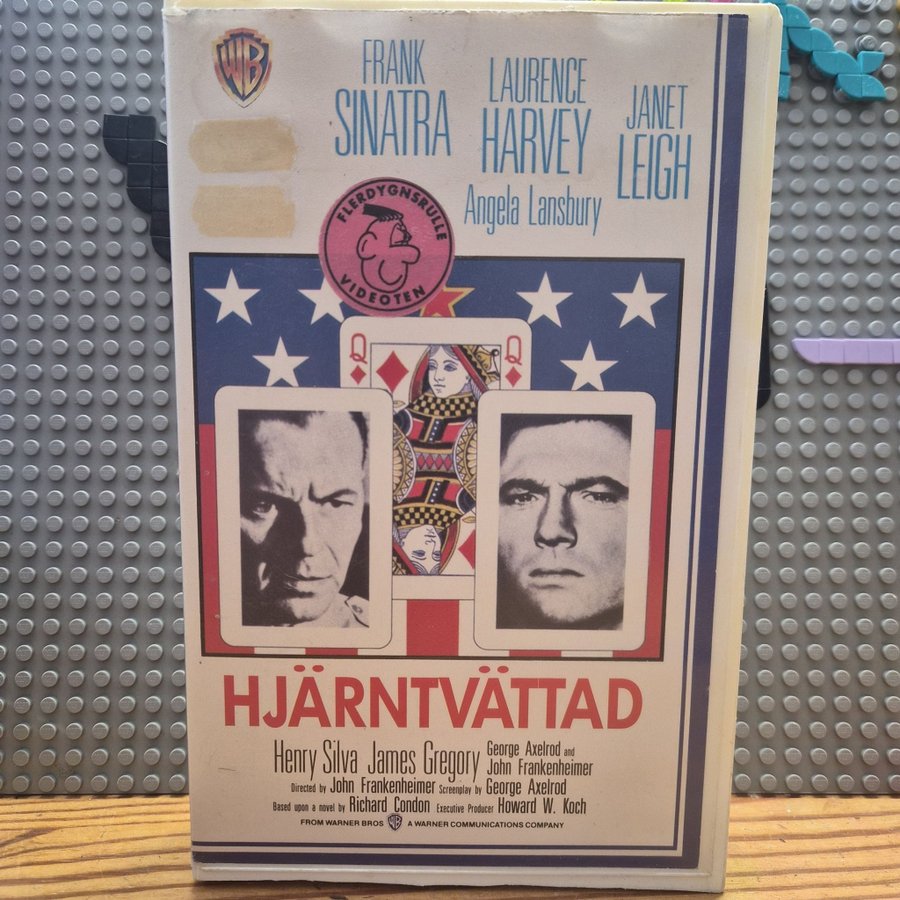 WB
FRANK
SINATRA
LAURENCE
HARVEY
JANET
LEIGH
Angela Lansbury
FLERDYGNSRULLE
VIDEOTEN
Q Q
HJÄRNTVÄTTAD
Henry Silva James Gregory George Axelrod and
John Frankenheimer
Directed by John Frankenheimer Screenplay by George Axelrod
Based upon a novel by Richard Condon Executive Producer Howard W. Koch
FROM WARNER BROS WB A WARNER COMMUNICATIONS COMPANY